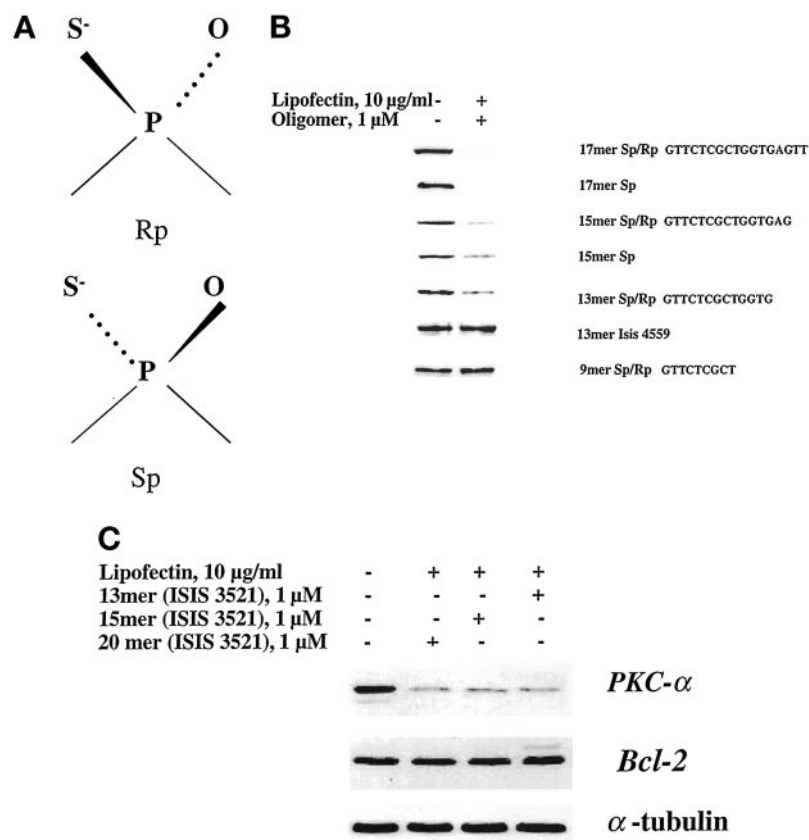 A
S- O
P
Rp
S- O
P
Sp
B
Lipofectin, 10 µg/ml - +
Oligomer, 1 µM - +
17mer Sp/Rp GTTCTCGCTGGTGAGTT
17mer Sp
15mer Sp/Rp GTTCTCGCTGGTGAG
15mer Sp
13mer Sp/Rp GTTCTCGCTGGTG
13mer Isis 4559
9mer Sp/Rp GTTCTCGCT
C
Lipofectin, 10 µg/ml - + + +
13mer (ISIS 3521), 1 µM - - - +
15mer (ISIS 3521), 1 µM - - + -
20 mer (ISIS 3521), 1 µM - + - -
PKC-α
Bcl-2
α-tubulin